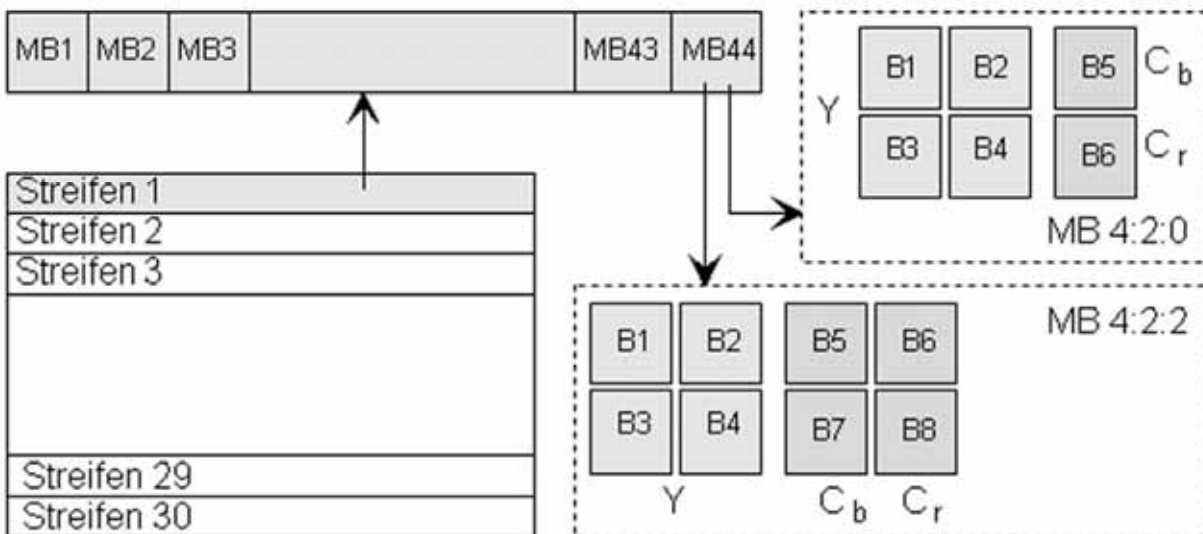 MB1 MB2 MB3 MB43 MB44
Streifen 1
Streifen 2
Streifen 3
Streifen 29
Streifen 30
B1 B2 B5 Cb
Y
B3 B4 B6 Cr
MB 4:2:0
MB 4:2:2
B1 B2 B5 B6
B3 B4 B7 B8
Y Cb Cr